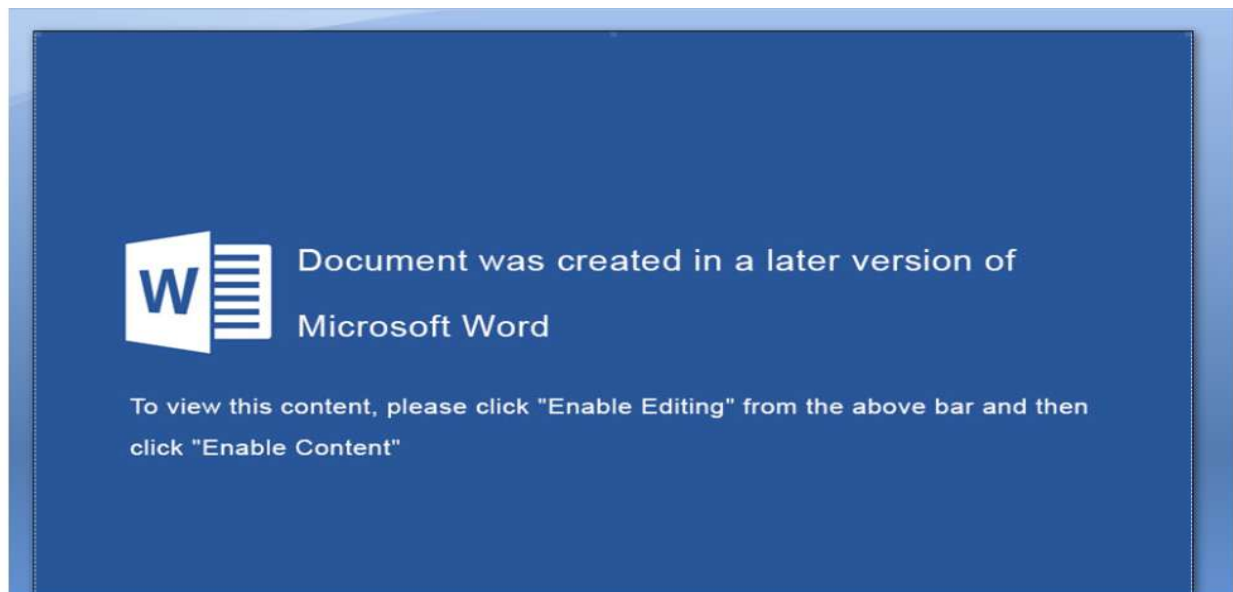 Document was created in a later version of
Microsoft Word
W
To view this content, please click "Enable Editing" from the above bar and then
click "Enable Content"